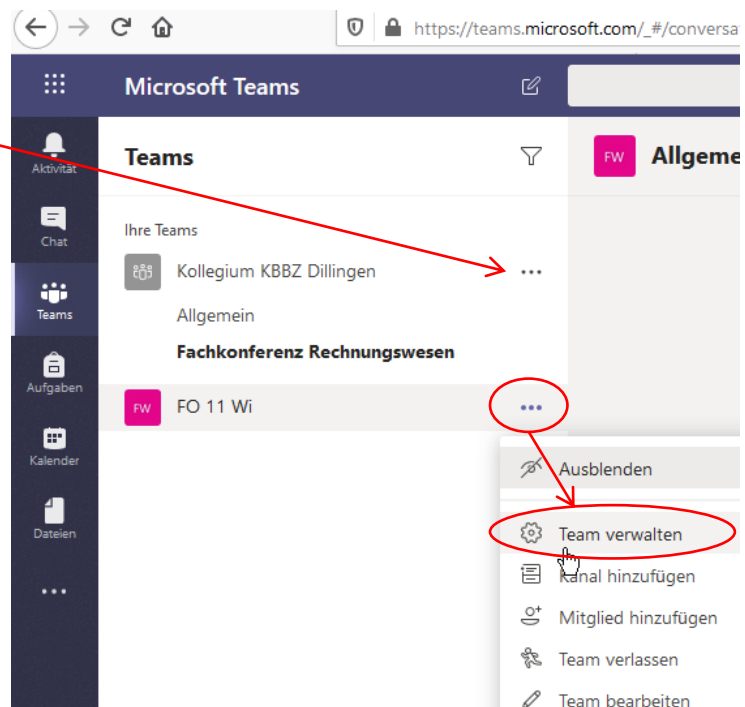 https://teams.microsoft.com/_#/conversa
Microsoft Teams
Aktivität
Chat
Teams
Aufgaben
Kalender
Dateien
Teams
Ihre Teams
Kollegium KBBZ Dillingen
Allgemein
Fachkonferenz Rechnungswesen
FW FO 11 Wi
FW Allgeme
Ausblenden
Team verwalten
Kanal hinzufügen
Mitglied hinzufügen
Team verlassen
Team bearbeiten